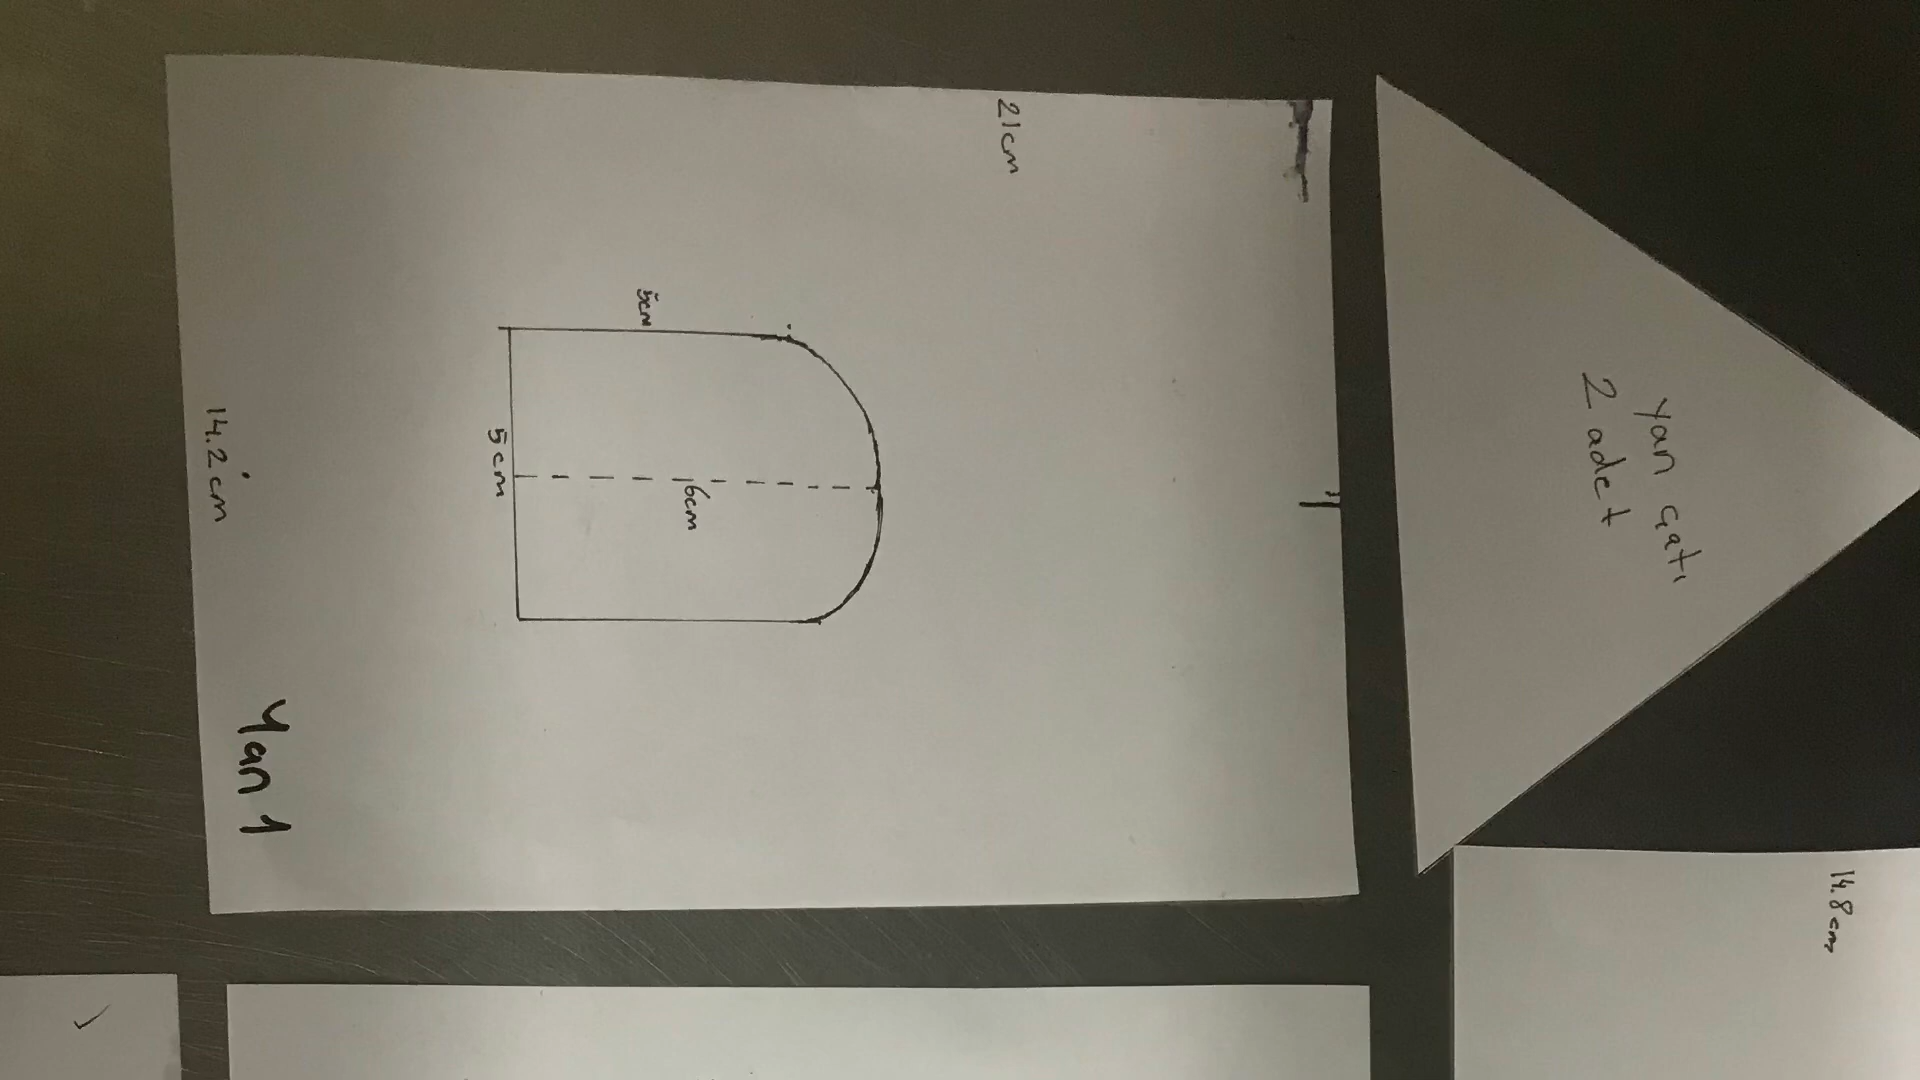 21cm
5cm
5cm
6cm
14.2cm
Yan 1
Yan çatı
2 adet
14.8cm